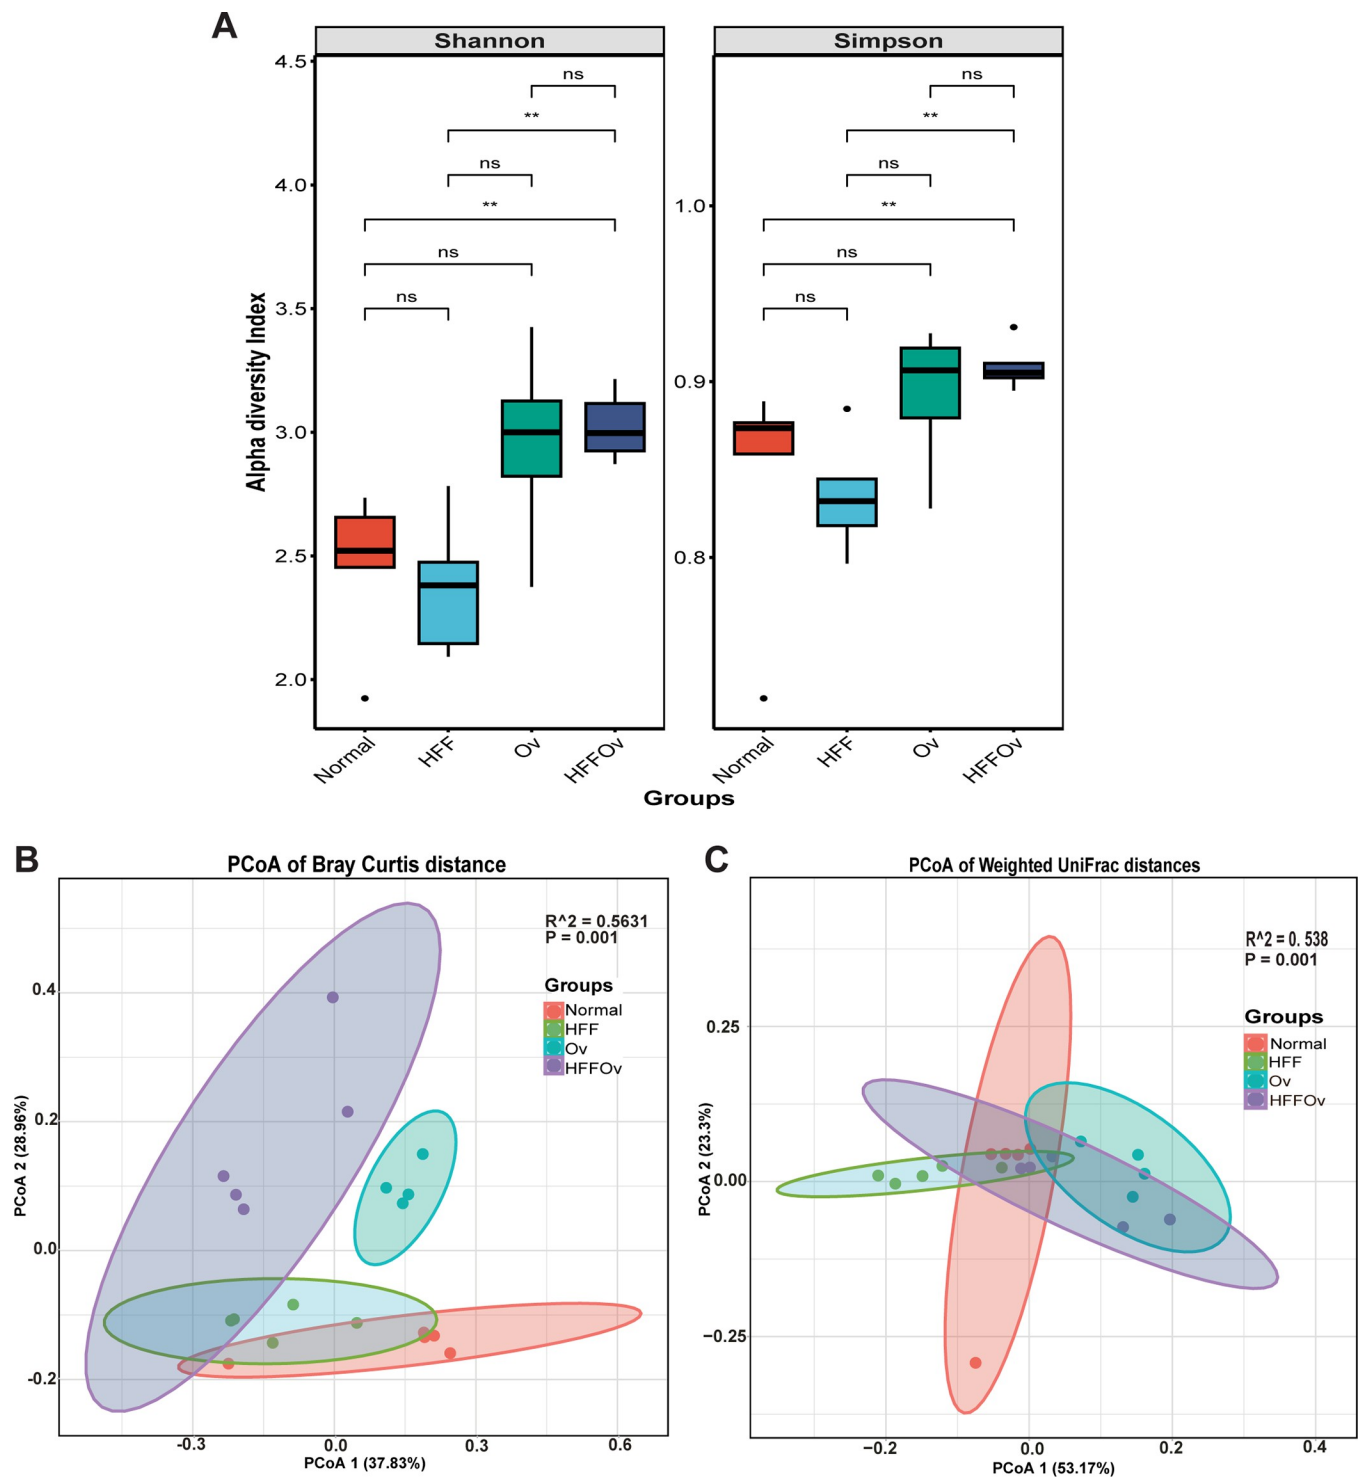 A
Shannon
Simpson
4.5
4.0
3.5
3.0
2.5
2.0
Alpha diversity Index
ns
**
ns
**
ns
ns
1.0
0.9
0.8
ns
**
ns
**
ns
ns
Normal
HFF
Ov
HFFOv
Normal
HFF
Ov
HFFOv
Groups
B
PCoA of Bray Curtis distance
R^2 = 0.5631
P = 0.001
Groups
Normal
HFF
Ov
HFFOv
PCoA 2 (28.96%)
0.4
0.2
0.0
-0.2
-0.3
0.0
0.3
0.6
PCoA 1 (37.83%)
C
PCoA of Weighted UniFrac distances
R^2 = 0. 538
P = 0.001
Groups
Normal
HFF
Ov
HFFOv
PCoA 2 (23.3%)
0.25
0.00
−0.25
−0.2
0.0
0.2
0.4
PCoA 1 (53.17%)